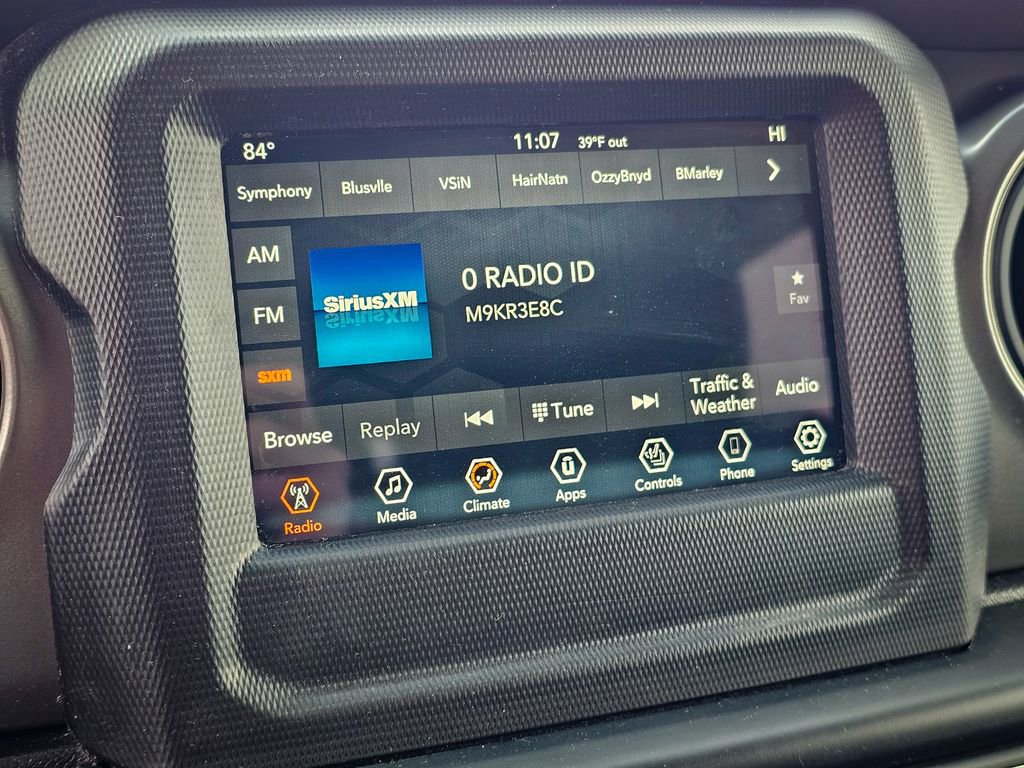 84° 11:07 39°F out HI
Symphony Bluesvlle VSiN HairNatn OzzyBnyd BMarley
AM
FM
sxm
SiriusXM
0 RADIO ID
M9KR3E8C
Fav
Browse Replay Tune Traffic & Weather Audio
Radio Media Climate Apps Controls Phone Settings